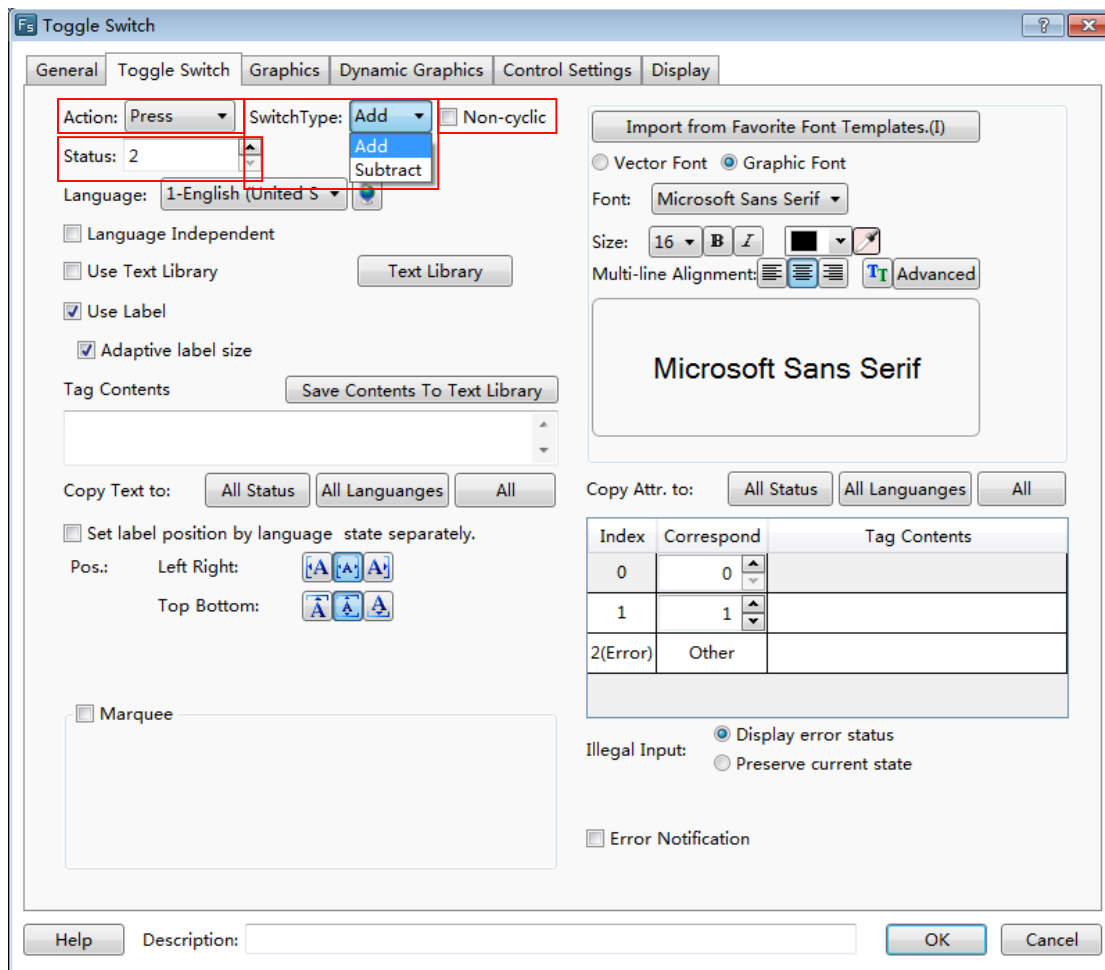 Fs Toggle Switch ?
General Toggle Switch Graphics Dynamic Graphics Control Settings Display
Action: Press SwitchType: Add Non-cyclic
Add
Subtract
Status: 2
Language: 1-English (United S
Language Independent
Use Text Library Text Library
Use Label
Adaptive label size
Tag Contents Save Contents To Text Library
Copy Text to: All Status All Languanges All
Set label position by language state separately.
Pos.: Left Right: A A A
Top Bottom: A A A
Marquee
Import from Favorite Font Templates.(I)
Vector Font Graphic Font
Font: Microsoft Sans Serif
Size: 16 B I
Multi-line Alignment: TT Advanced
Microsoft Sans Serif
Copy Attr. to: All Status All Languanges All
Index Correspond Tag Contents
0 0
1 1
2(Error) Other
Illegal Input: Display error status
Preserve current state
Error Notification
Help Description: OK Cancel